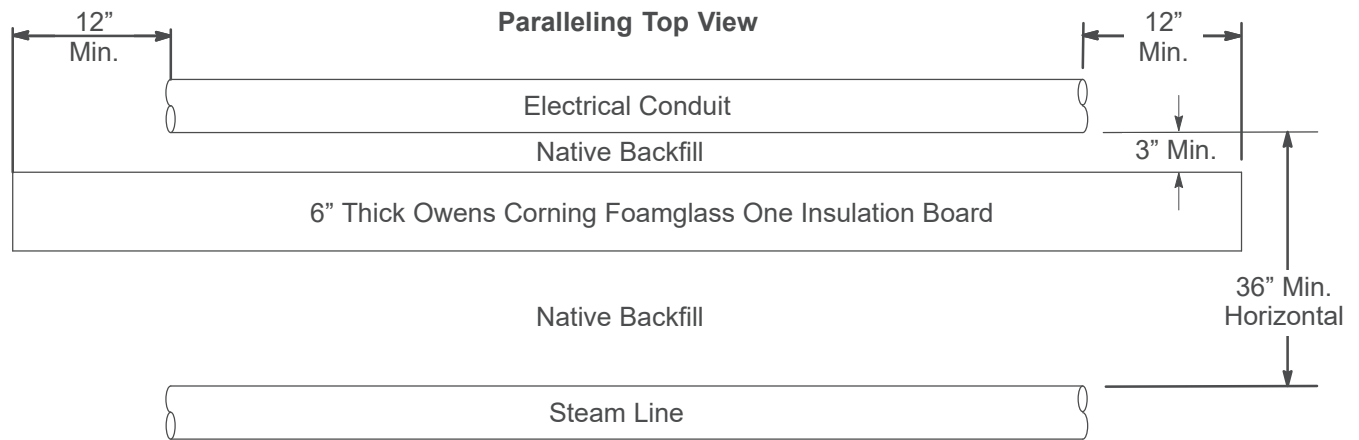 Paralleling Top View
12”
Min.
12”
Min.
Electrical Conduit
Native Backfill
3” Min.
6” Thick Owens Corning Foamglass One Insulation Board
Native Backfill
36” Min.
Horizontal
Steam Line